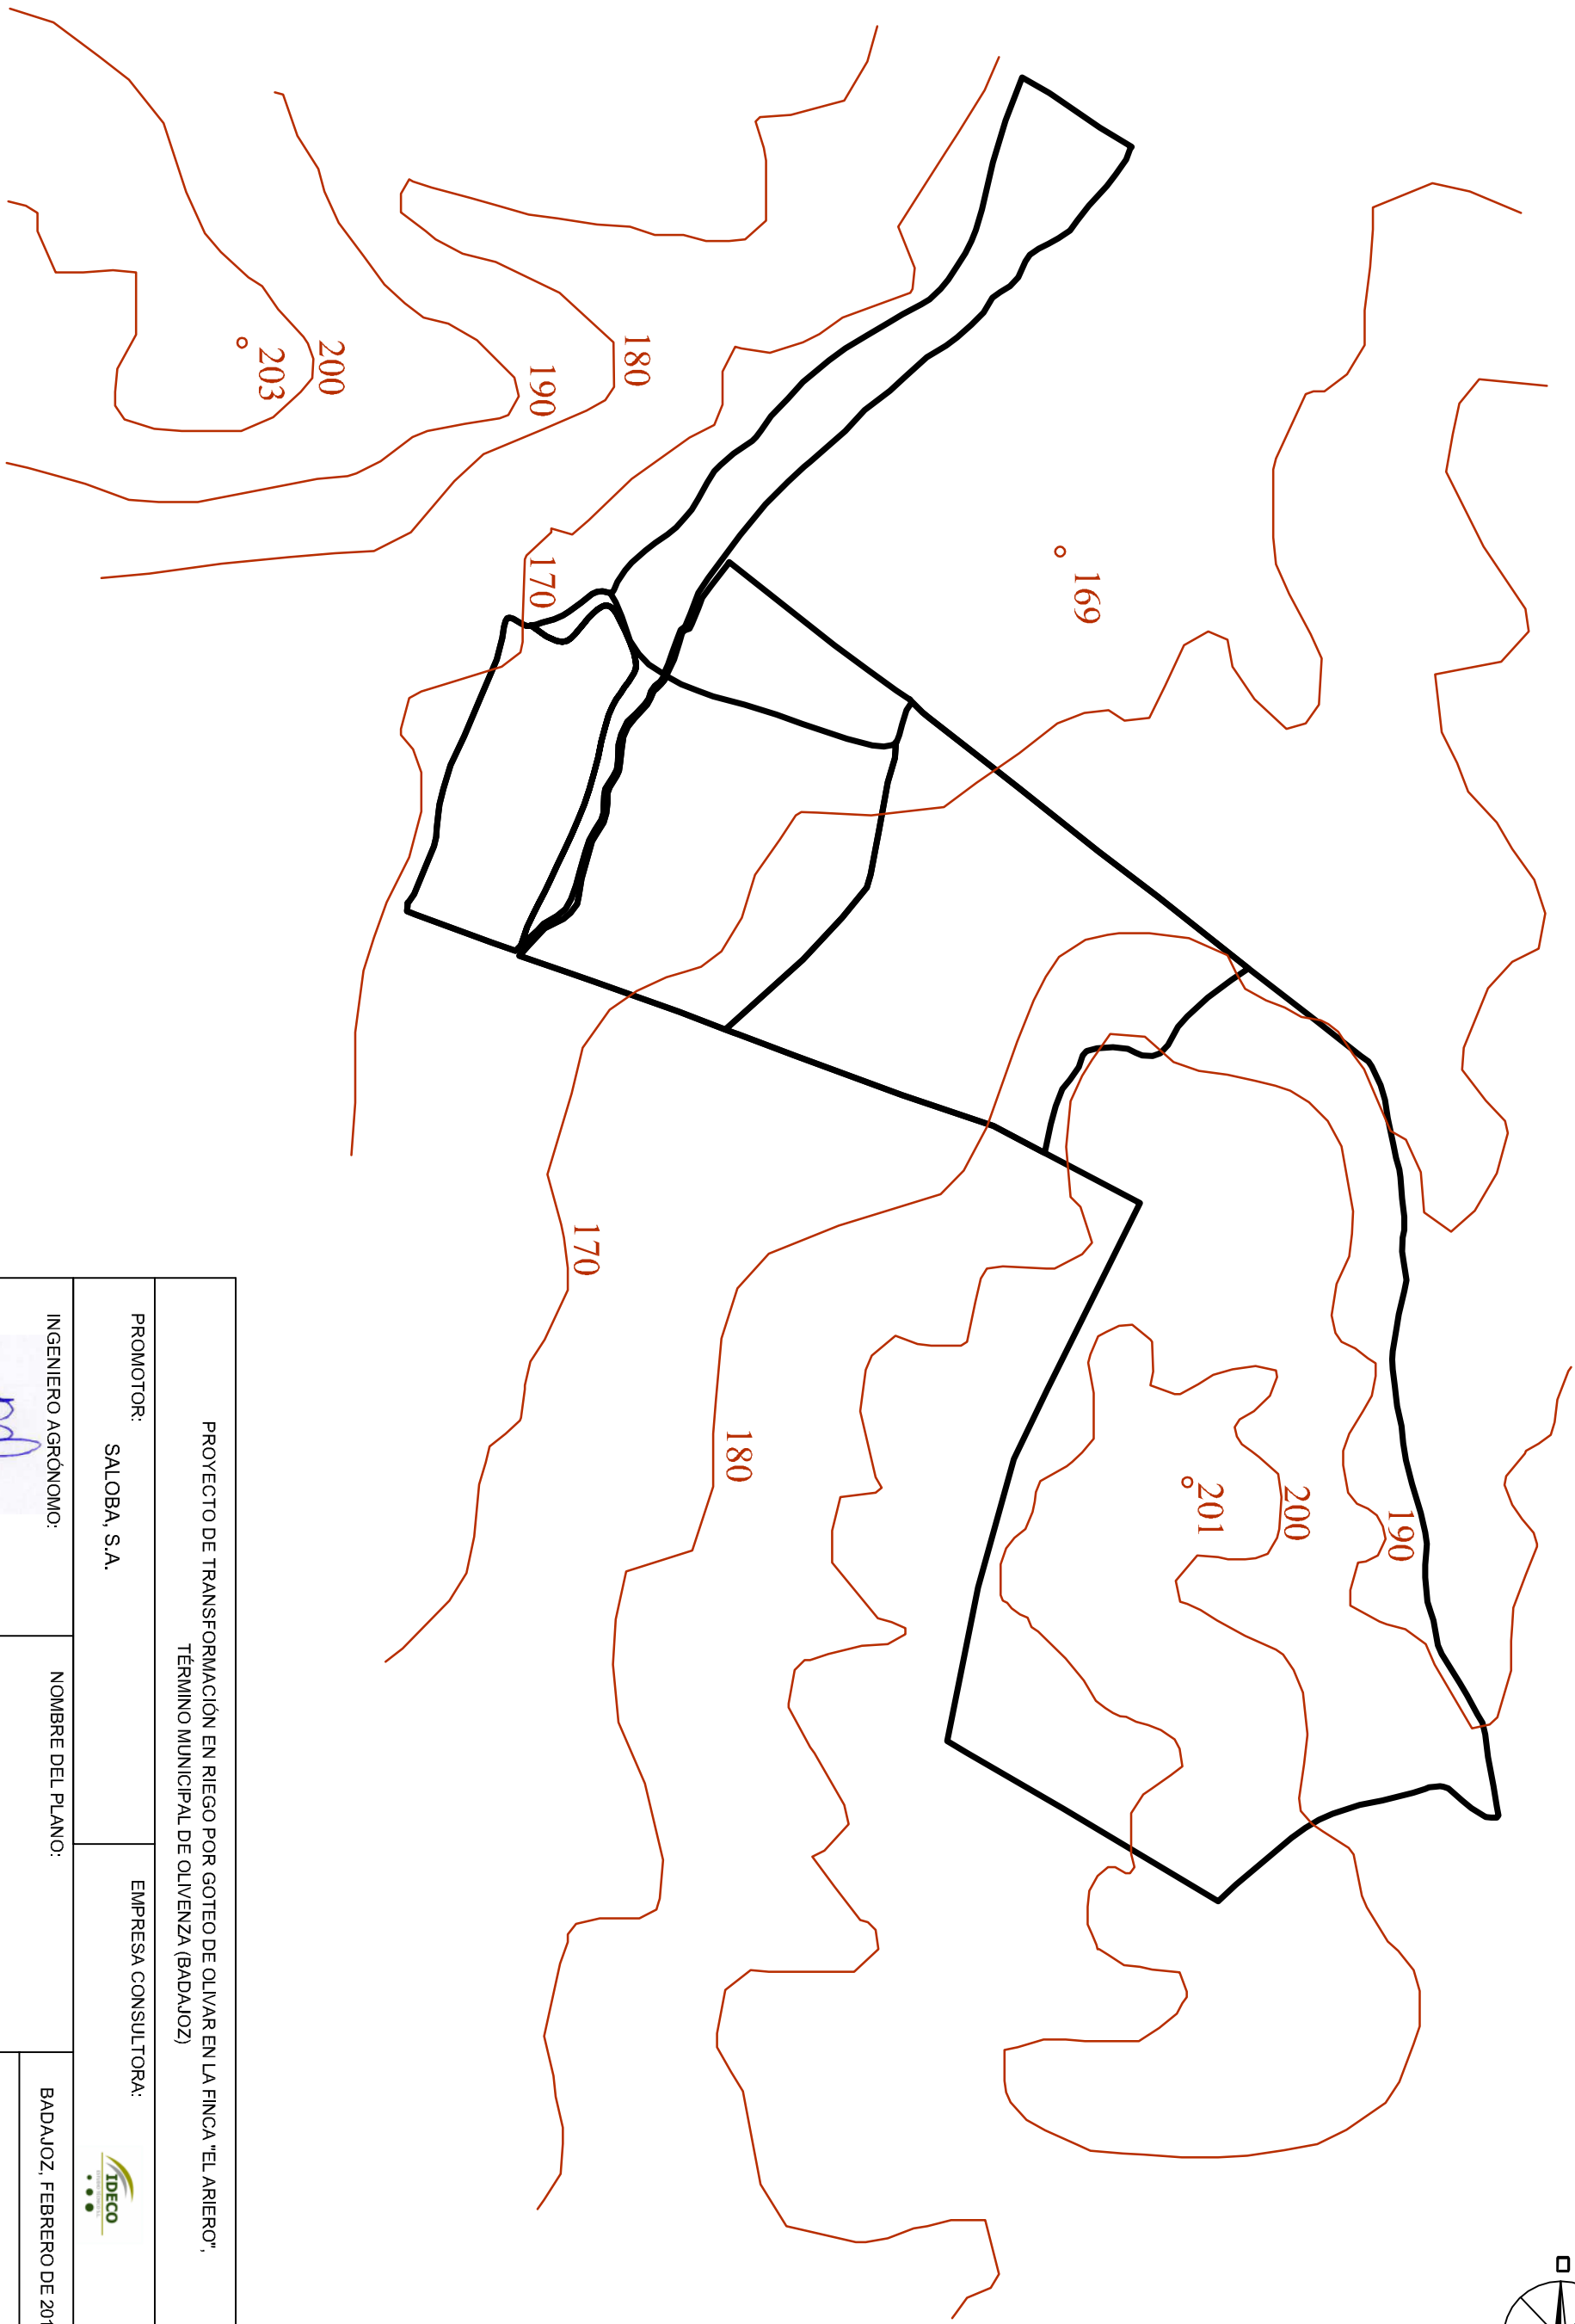 169
180
190
200
203
170
190
200
201
180
170
PROYECTO DE TRANSFORMACIÓN EN RIEGO POR GOTEO DE OLIVAR EN LA FINCA "EL ARIERO",
TÉRMINO MUNICIPAL DE OLIVENZA (BADAJOZ)
PROMOTOR:
SALOBA, S.A.
EMPRESA CONSULTORA:
IDECO
INGENIERO AGRÓNOMO:
NOMBRE DEL PLANO:
BADAJOZ, FEBRERO DE 201